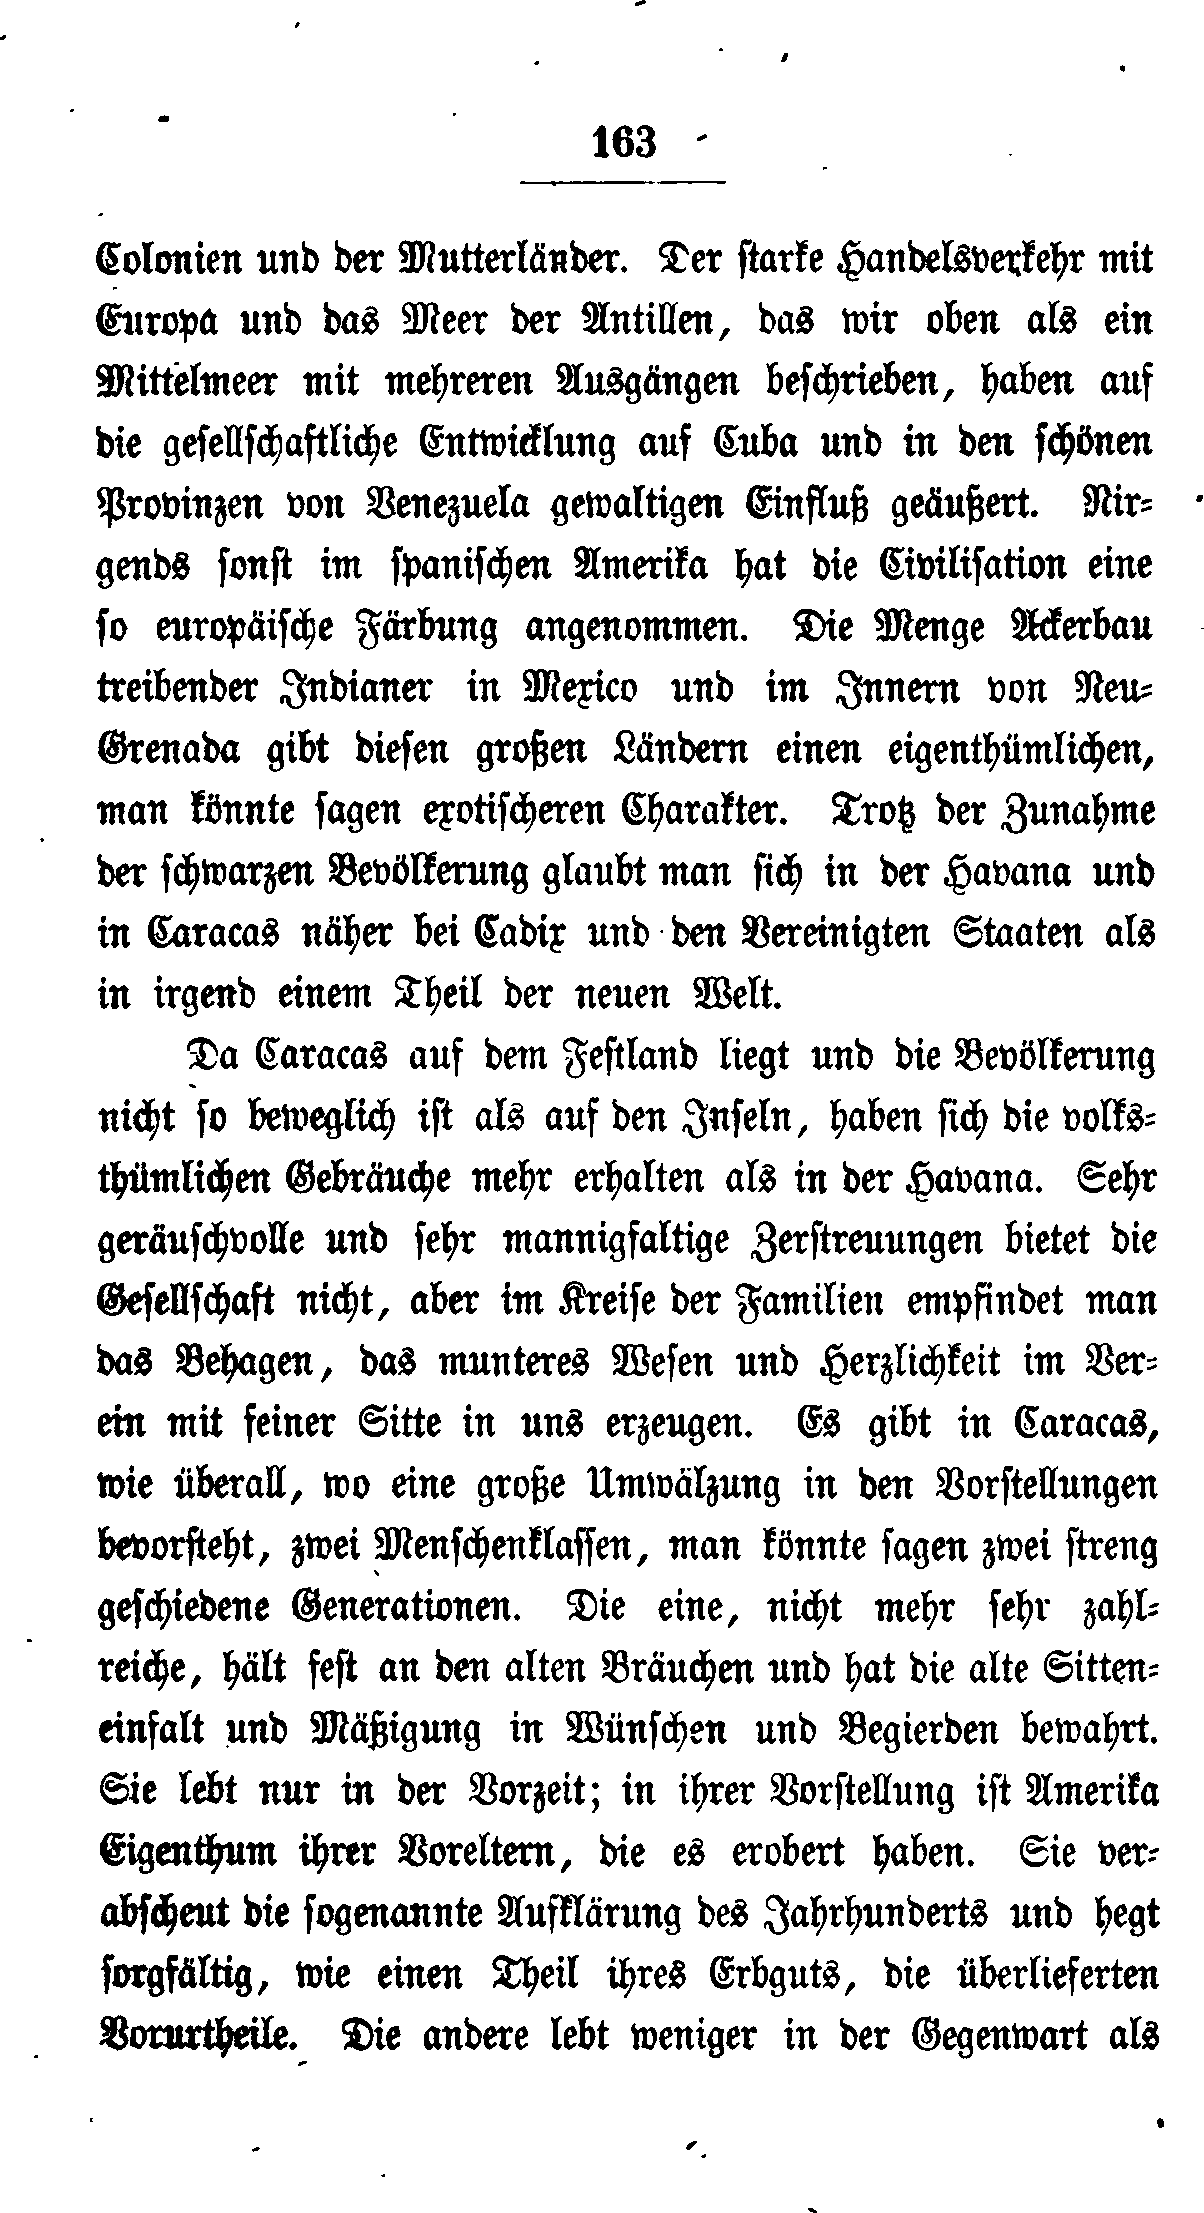 163
Colonien und der Mutterländer. Der starke Handelsverkehr mit
Europa und das Meer der Antillen, das wir oben als ein
Mittelmeer mit mehreren Ausgängen beschrieben, haben auf
die gesellschaftliche Entwicklung auf Cuba und in den schönen
Provinzen von Venezuela gewaltigen Einfluß geäußert. Nir-
gends sonst im spanischen Amerika hat die Civilisation eine
so europäische Färbung angenommen. Die Menge Ackerbau
treibender Indianer in Mexico und im Innern von Neu-
Grenada gibt diesen großen Ländern einen eigenthümlichen,
man könnte sagen exotischeren Charakter. Trotz der Zunahme
der schwarzen Bevölkerung glaubt man sich in der Havana und
in Caracas näher bei Cadix und den Vereinigten Staaten als
in irgend einem Theil der neuen Welt.
Da Caracas auf dem Festland liegt und die Bevölkerung
nicht so beweglich ist als auf den Inseln, haben sich die volks-
thümlichen Gebräuche mehr erhalten als in der Havana. Sehr
geräuschvolle und sehr mannigfaltige Zerstreuungen bietet die
Gesellschaft nicht, aber im Kreise der Familien empfindet man
das Behagen, das munteres Wesen und Herzlichkeit im Ver-
ein mit feiner Sitte in uns erzeugen. Es gibt in Caracas,
wie überall, wo eine große Umwälzung in den Vorstellungen
bevorsteht, zwei Menschenklassen, man könnte sagen zwei streng
geschiedene Generationen. Die eine, nicht mehr sehr zahl-
reiche, hält fest an den alten Bräuchen und hat die alte Sitten-
einfalt und Mäßigung in Wünschen und Begierden bewahrt.
Sie lebt nur in der Vorzeit; in ihrer Vorstellung ist Amerika
Eigenthum ihrer Voreltern, die es erobert haben. Sie ver-
abscheut die sogenannte Aufklärung des Jahrhunderts und hegt
sorgfältig, wie einen Theil ihres Erbguts, die überlieferten
Vorurtheile. Die andere lebt weniger in der Gegenwart als